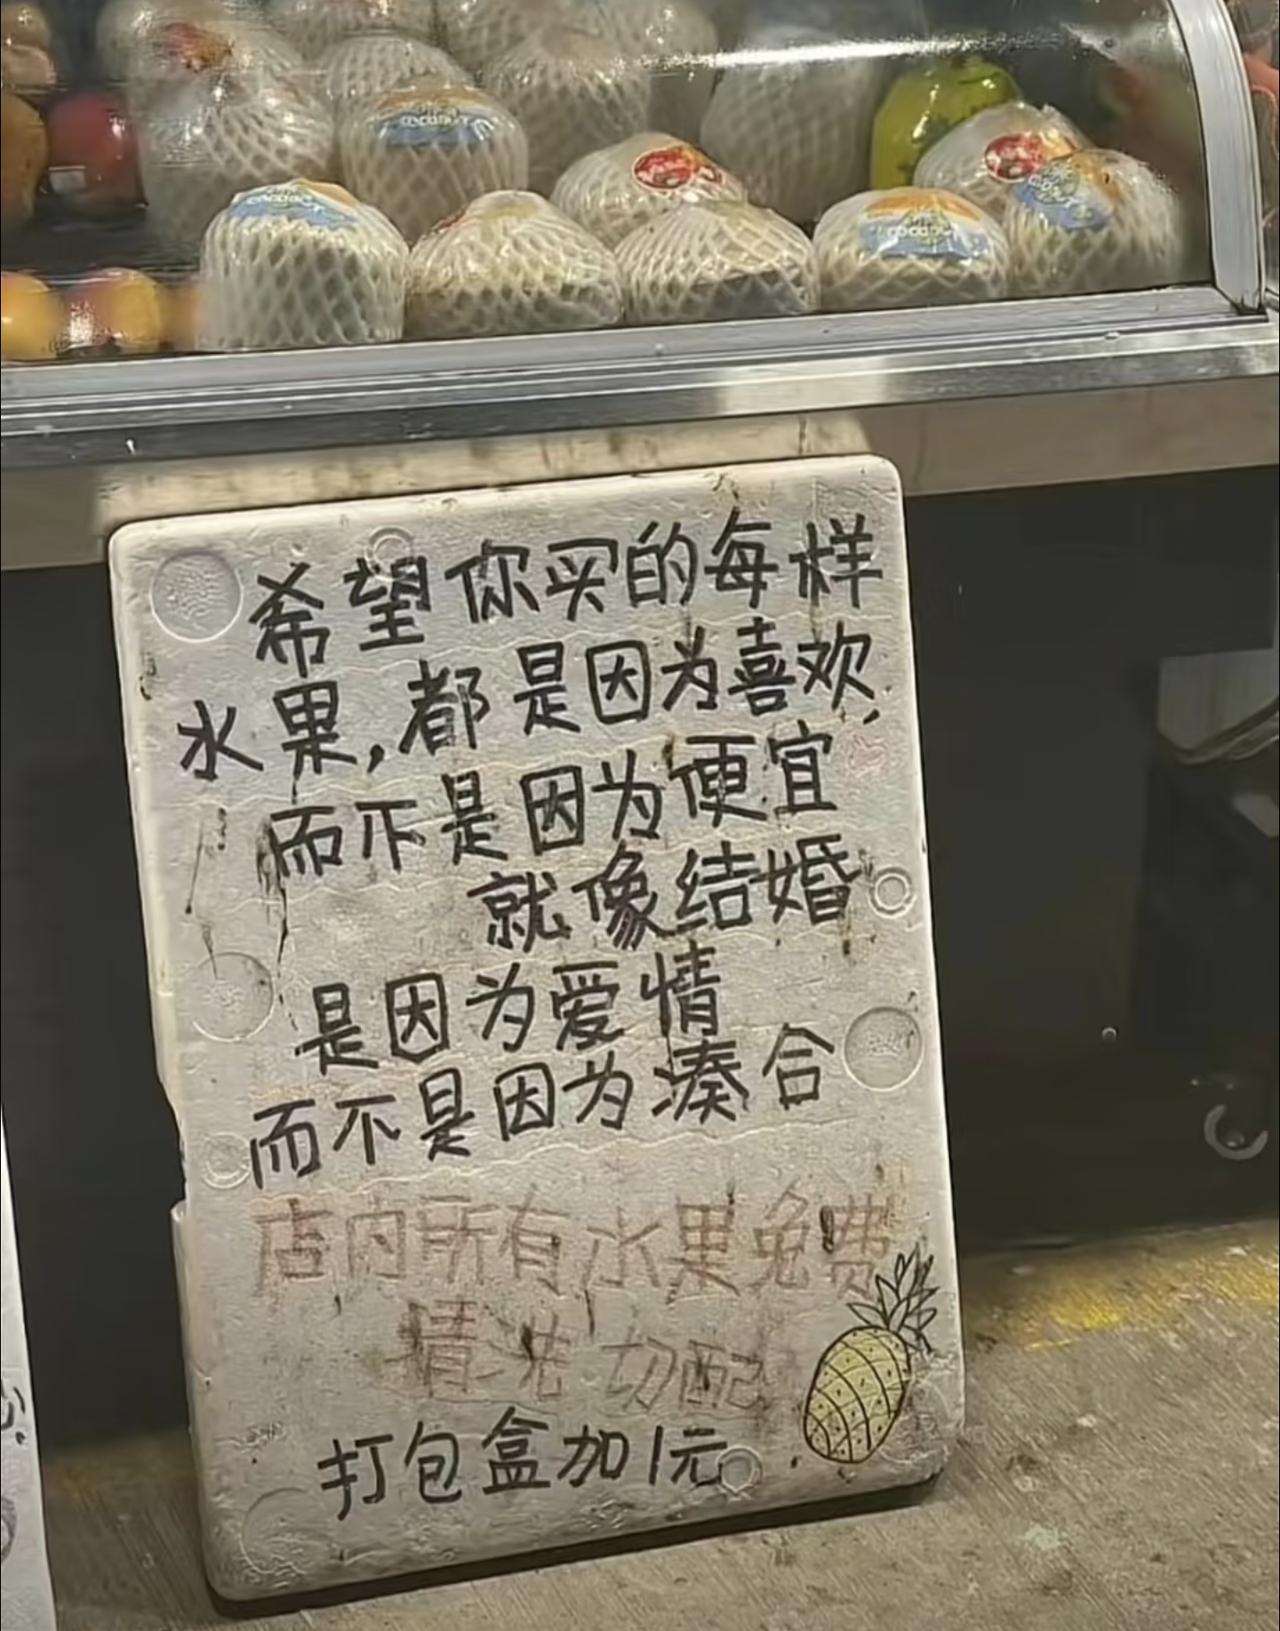 希望你买的每样
水果,都是因为喜欢
而不是因为便宜
就像结婚
是因为爱情
而不是因为凑合
店内所有水果免费
清洗切配
打包盒加1元